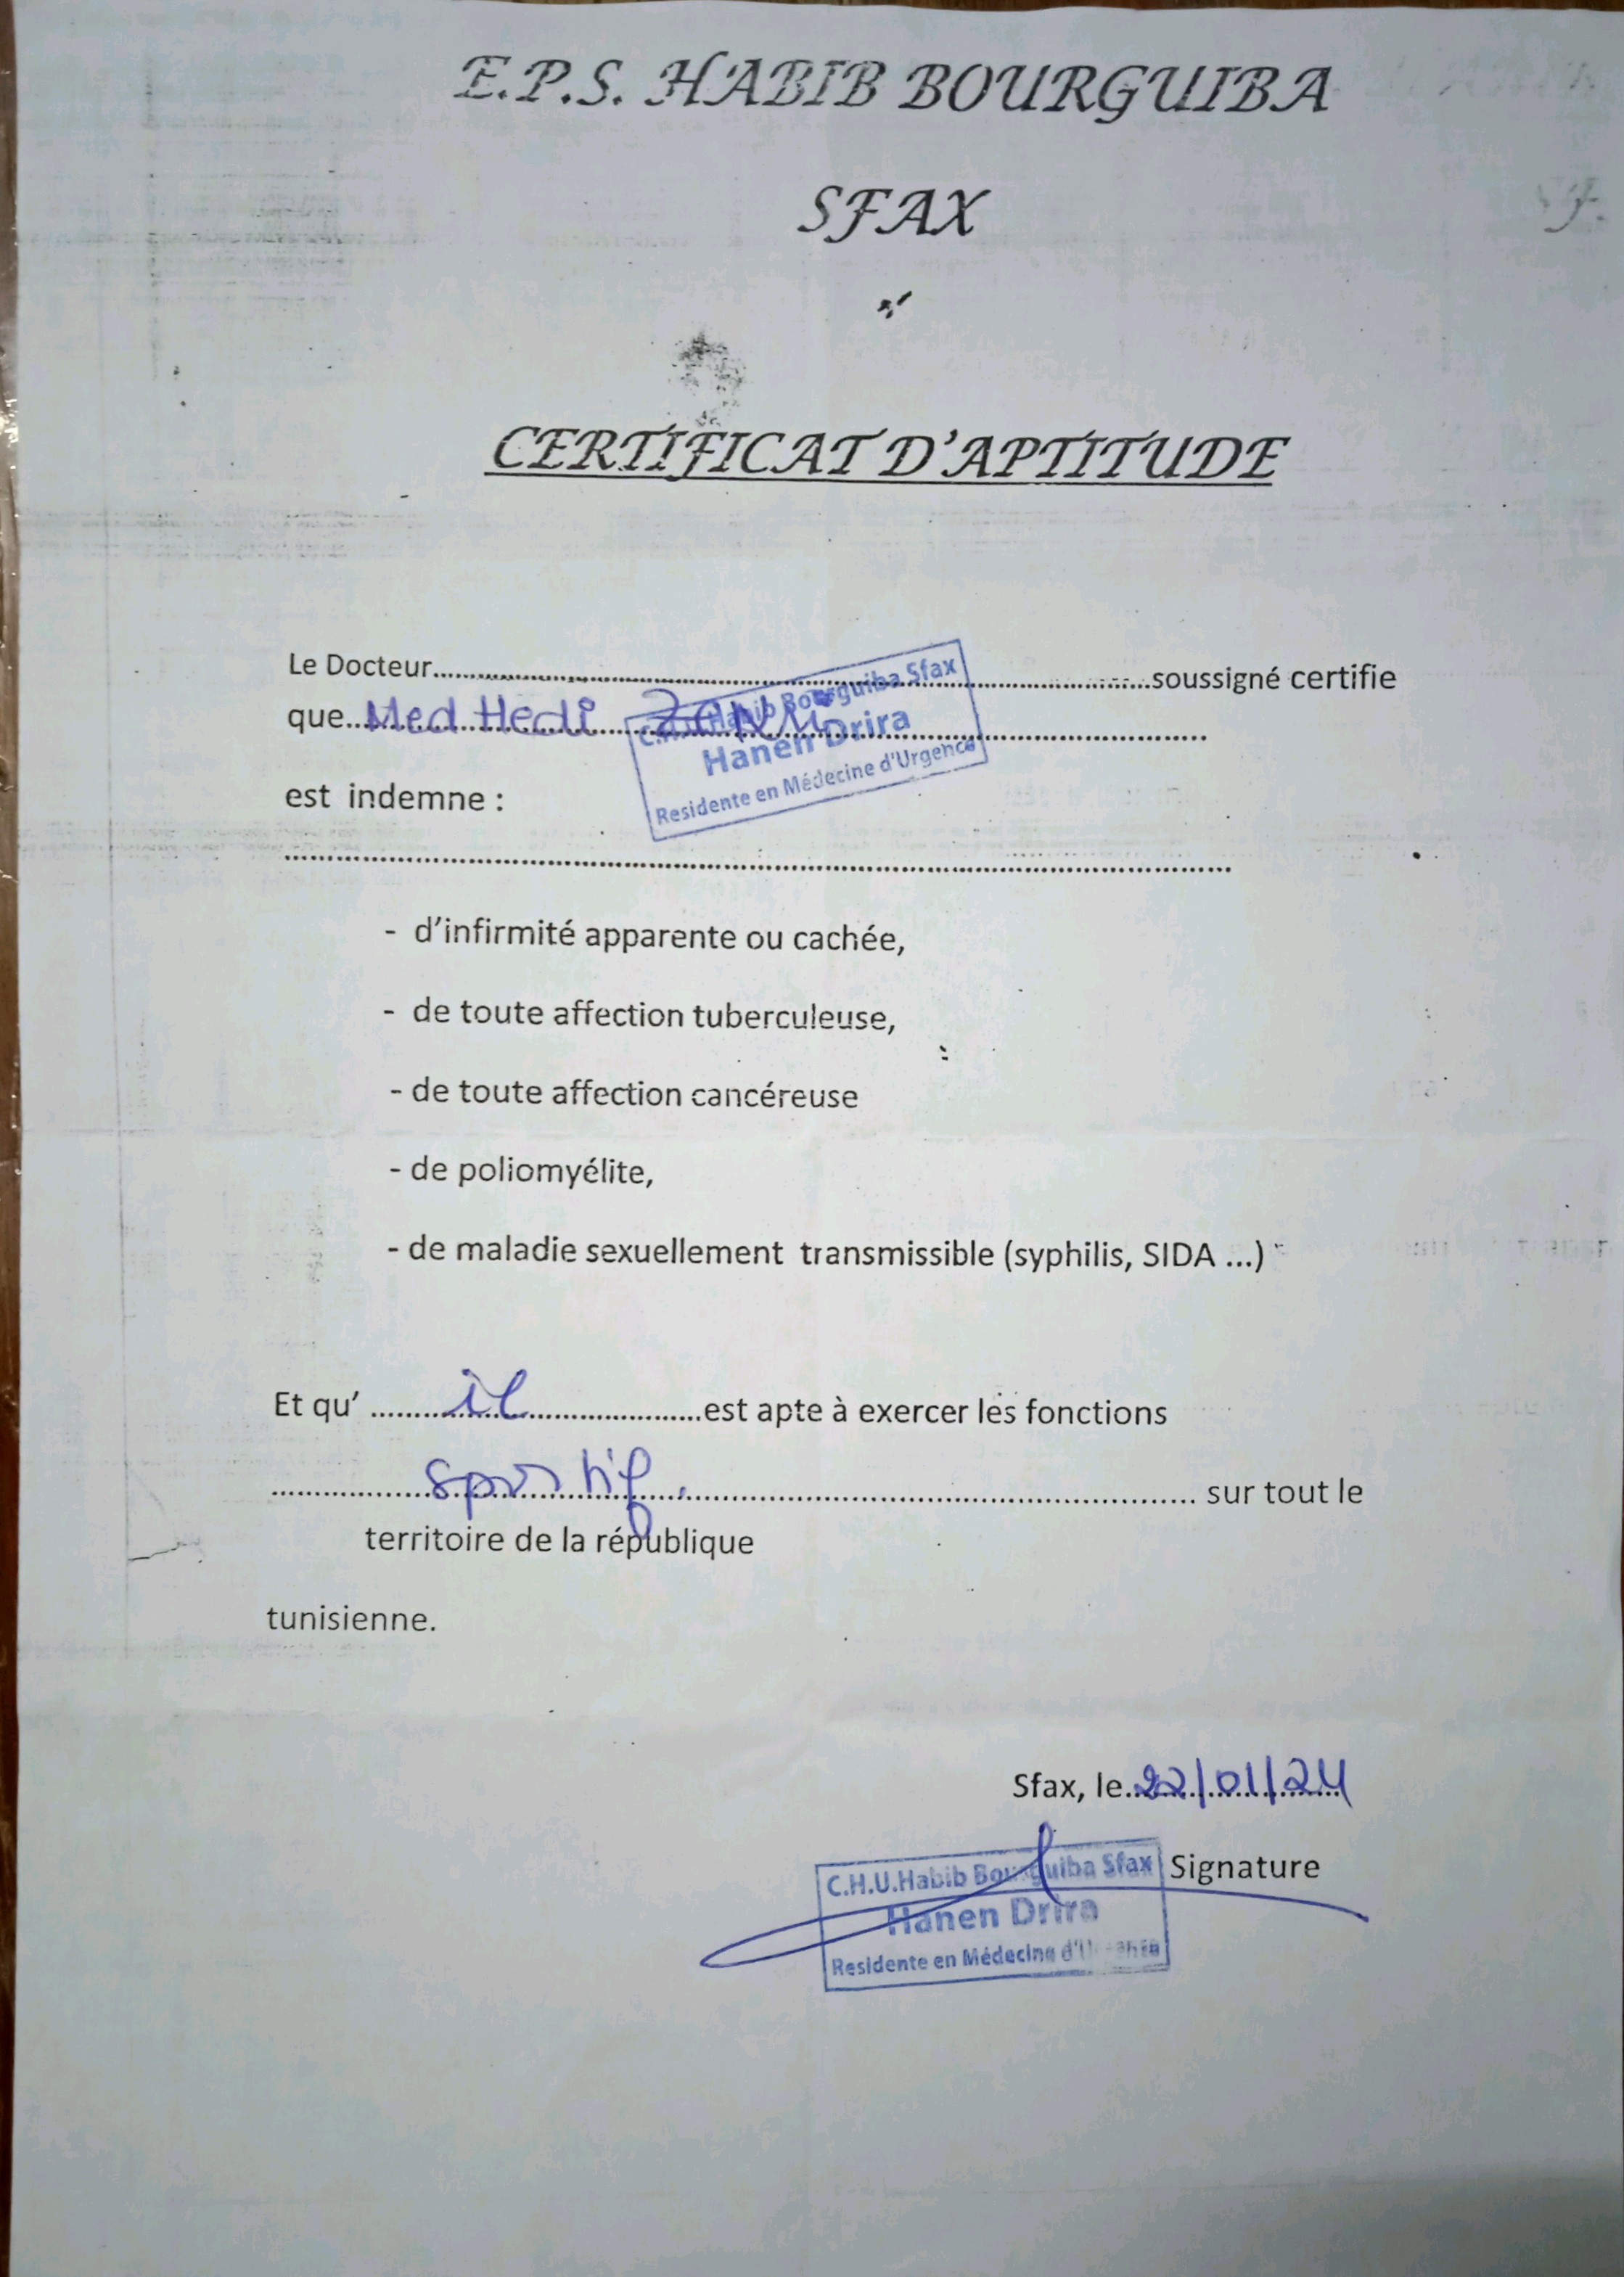 E.P.S. HABIB BOURGUIBA
SFAX
CERTIFICAT D'APTITUDE
Le Docteur..............................soussigné certifie
C.H.U.Habib Bourguiba Sfax
Hanen Drira
Residente en Médecine d'Urgence
que..Med Hedi
est indemne :
- d'infirmité apparente ou cachée,
- de toute affection tuberculeuse,
- de toute affection cancéreuse
- de poliomyélite,
- de maladie sexuellement transmissible (syphilis, SIDA ...)
Et qu' .........il.....................est apte à exercer les fonctions
.................sportif.................................... sur tout le
territoire de la république
tunisienne.
Sfax, le..22/01/24
Signature
C.H.U.Habib Bourguiba Sfax
Hanen Drira
Residente en Médecine